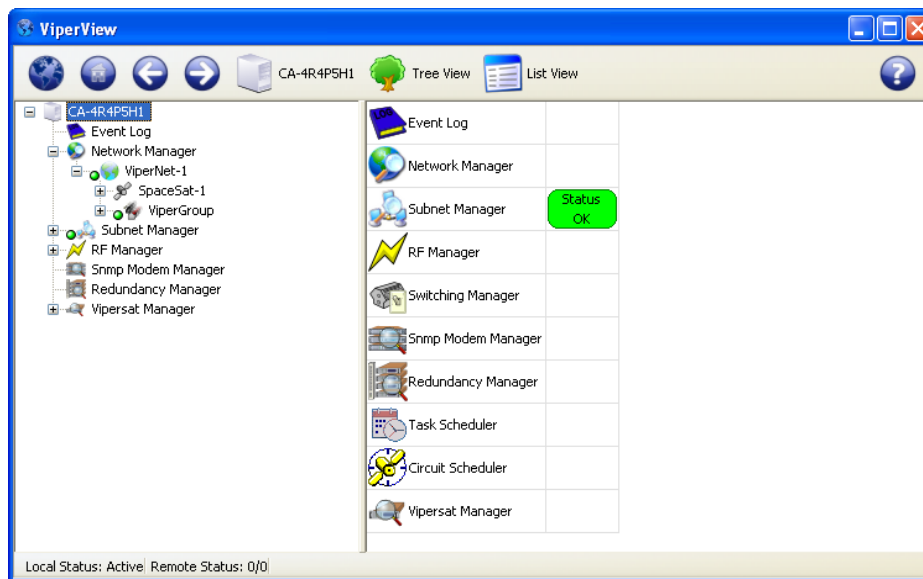 ViperView
CA-4R4P5H1 Tree View List View
CA-4R4P5H1
Event Log
Network Manager
ViperNet-1
SpaceSat-1
ViperGroup
Subnet Manager
RF Manager
Snmp Modem Manager
Redundancy Manager
Vipersat Manager
LOG
Event Log
Network Manager
Subnet Manager
Status
OK
RF Manager
Switching Manager
Snmp Modem Manager
Redundancy Manager
Task Scheduler
Circuit Scheduler
Vipersat Manager
Local Status: Active Remote Status: 0/0